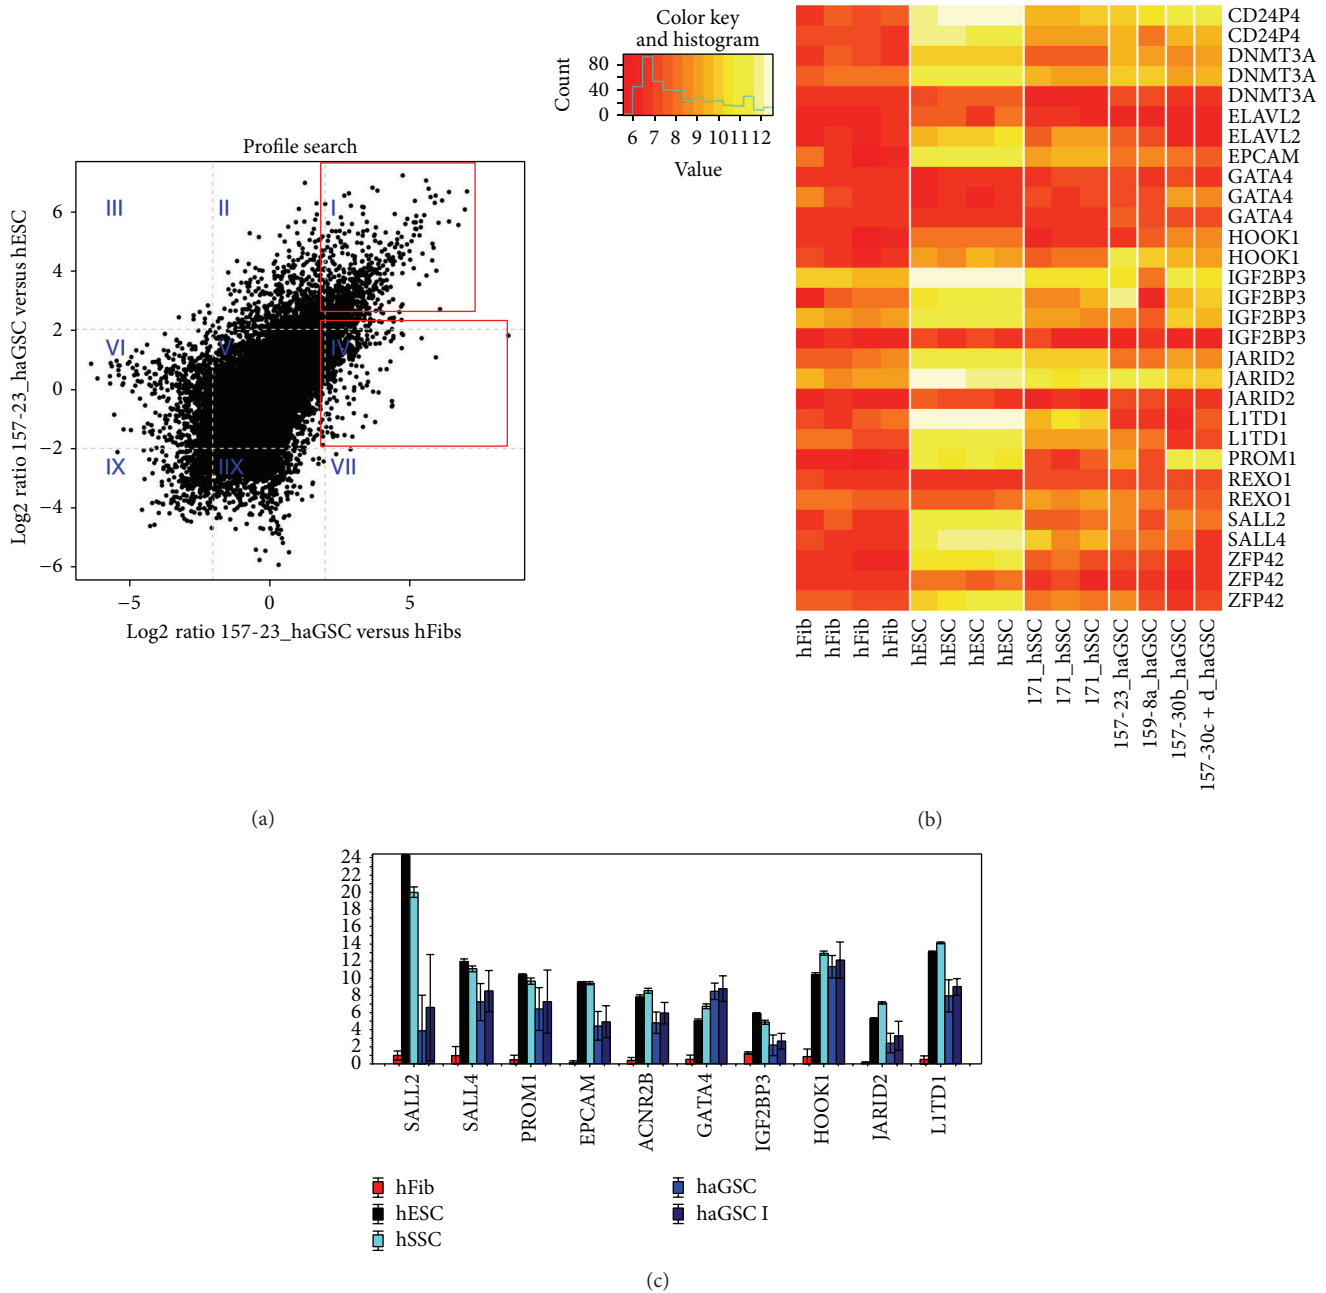 Profile search
III
II
I
VI
V
IV
IX
IIX
VII
6
4
2
0
−2
−4
−6
−5
0
5
Log2 ratio 157-23_haGSC versus hESC
Log2 ratio 157-23_haGSC versus hFibs
(a)
Color key
and histogram
Count
80
40
0
6 7 8 9 10 11 12
Value
CD24P4
CD24P4
DNMT3A
DNMT3A
DNMT3A
ELAVL2
ELAVL2
EPCAM
GATA4
GATA4
GATA4
HOOK1
HOOK1
IGF2BP3
IGF2BP3
IGF2BP3
IGF2BP3
JARID2
JARID2
JARID2
L1TD1
L1TD1
PROM1
REXO1
REXO1
SALL2
SALL4
ZFP42
ZFP42
ZFP42
hFib
hFib
hFib
hFib
hESC
hESC
hESC
hESC
171_hSSC
171_hSSC
171_hSSC
157-23_haGSC
159-8a_haGSC
157-30b_haGSC
157-30c + d_haGSC
(b)
24
22
20
18
16
14
12
10
8
6
4
2
0
SALL2
SALL4
PROM1
EPCAM
ACNR2B
GATA4
IGF2BP3
HOOK1
JARID2
L1TD1
hFib
hESC
hSSC
haGSC
haGSC I
(c)